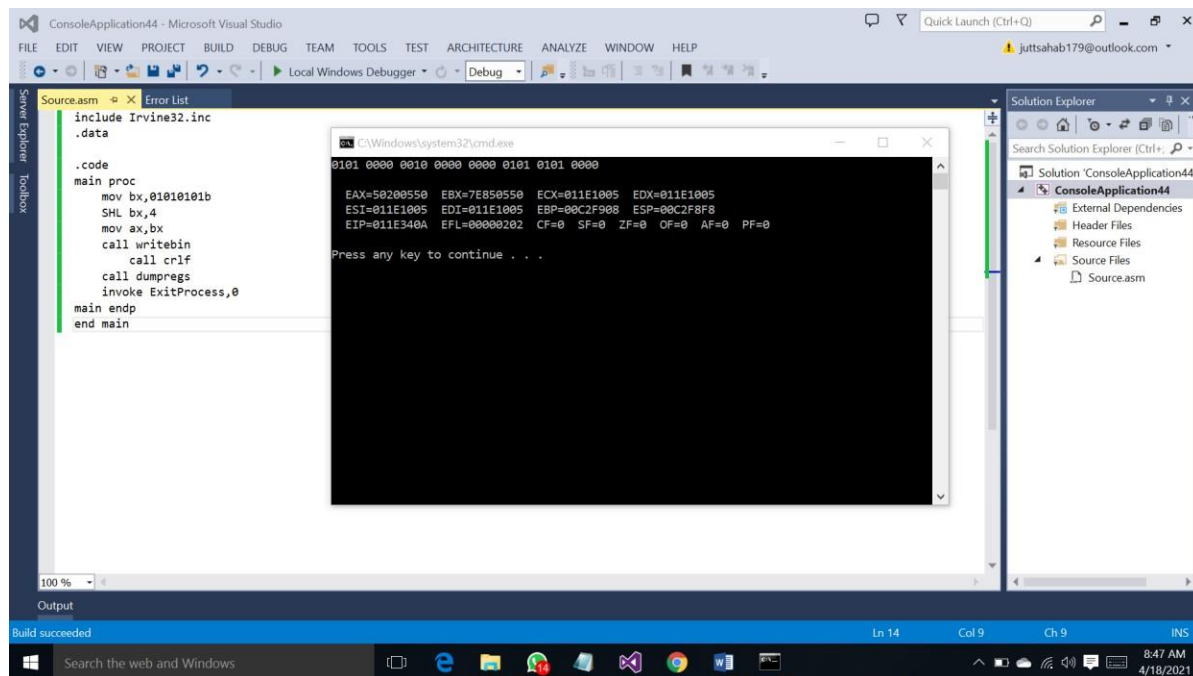 ConsoleApplication44 - Microsoft Visual Studio
Quick Launch (Ctrl+Q)
FILE EDIT VIEW PROJECT BUILD DEBUG TEAM TOOLS TEST ARCHITECTURE ANALYZE WINDOW HELP
juttsahab179@outlook.com
Local Windows Debugger
Debug
Server Explorer
Toolbox
Source.asm
Error List
include Irvine32.inc
.data
.code
main proc
mov bx,01010101b
SHL bx,4
mov ax,bx
call writebin
call crlf
call dumpregs
invoke ExitProcess,0
main endp
end main
C:\Windows\system32\cmd.exe
0101 0000 0010 0000 0000 0101 0101 0000
EAX=50200550 EBX=7E850550 ECX=011E1005 EDX=011E1005
ESI=011E1005 EDI=011E1005 EBP=00C2F908 ESP=00C2F8F8
EIP=011E340A EFL=00000202 CF=0 SF=0 ZF=0 OF=0 AF=0 PF=0
Press any key to continue . . .
Solution Explorer
Search Solution Explorer (Ctrl+;
Solution 'ConsoleApplication44
ConsoleApplication44
External Dependencies
Header Files
Resource Files
Source Files
Source.asm
100 %
Output
Build succeeded
Ln 14 Col 9 Ch 9 INS
Search the web and Windows
14
8:47 AM
4/18/2021